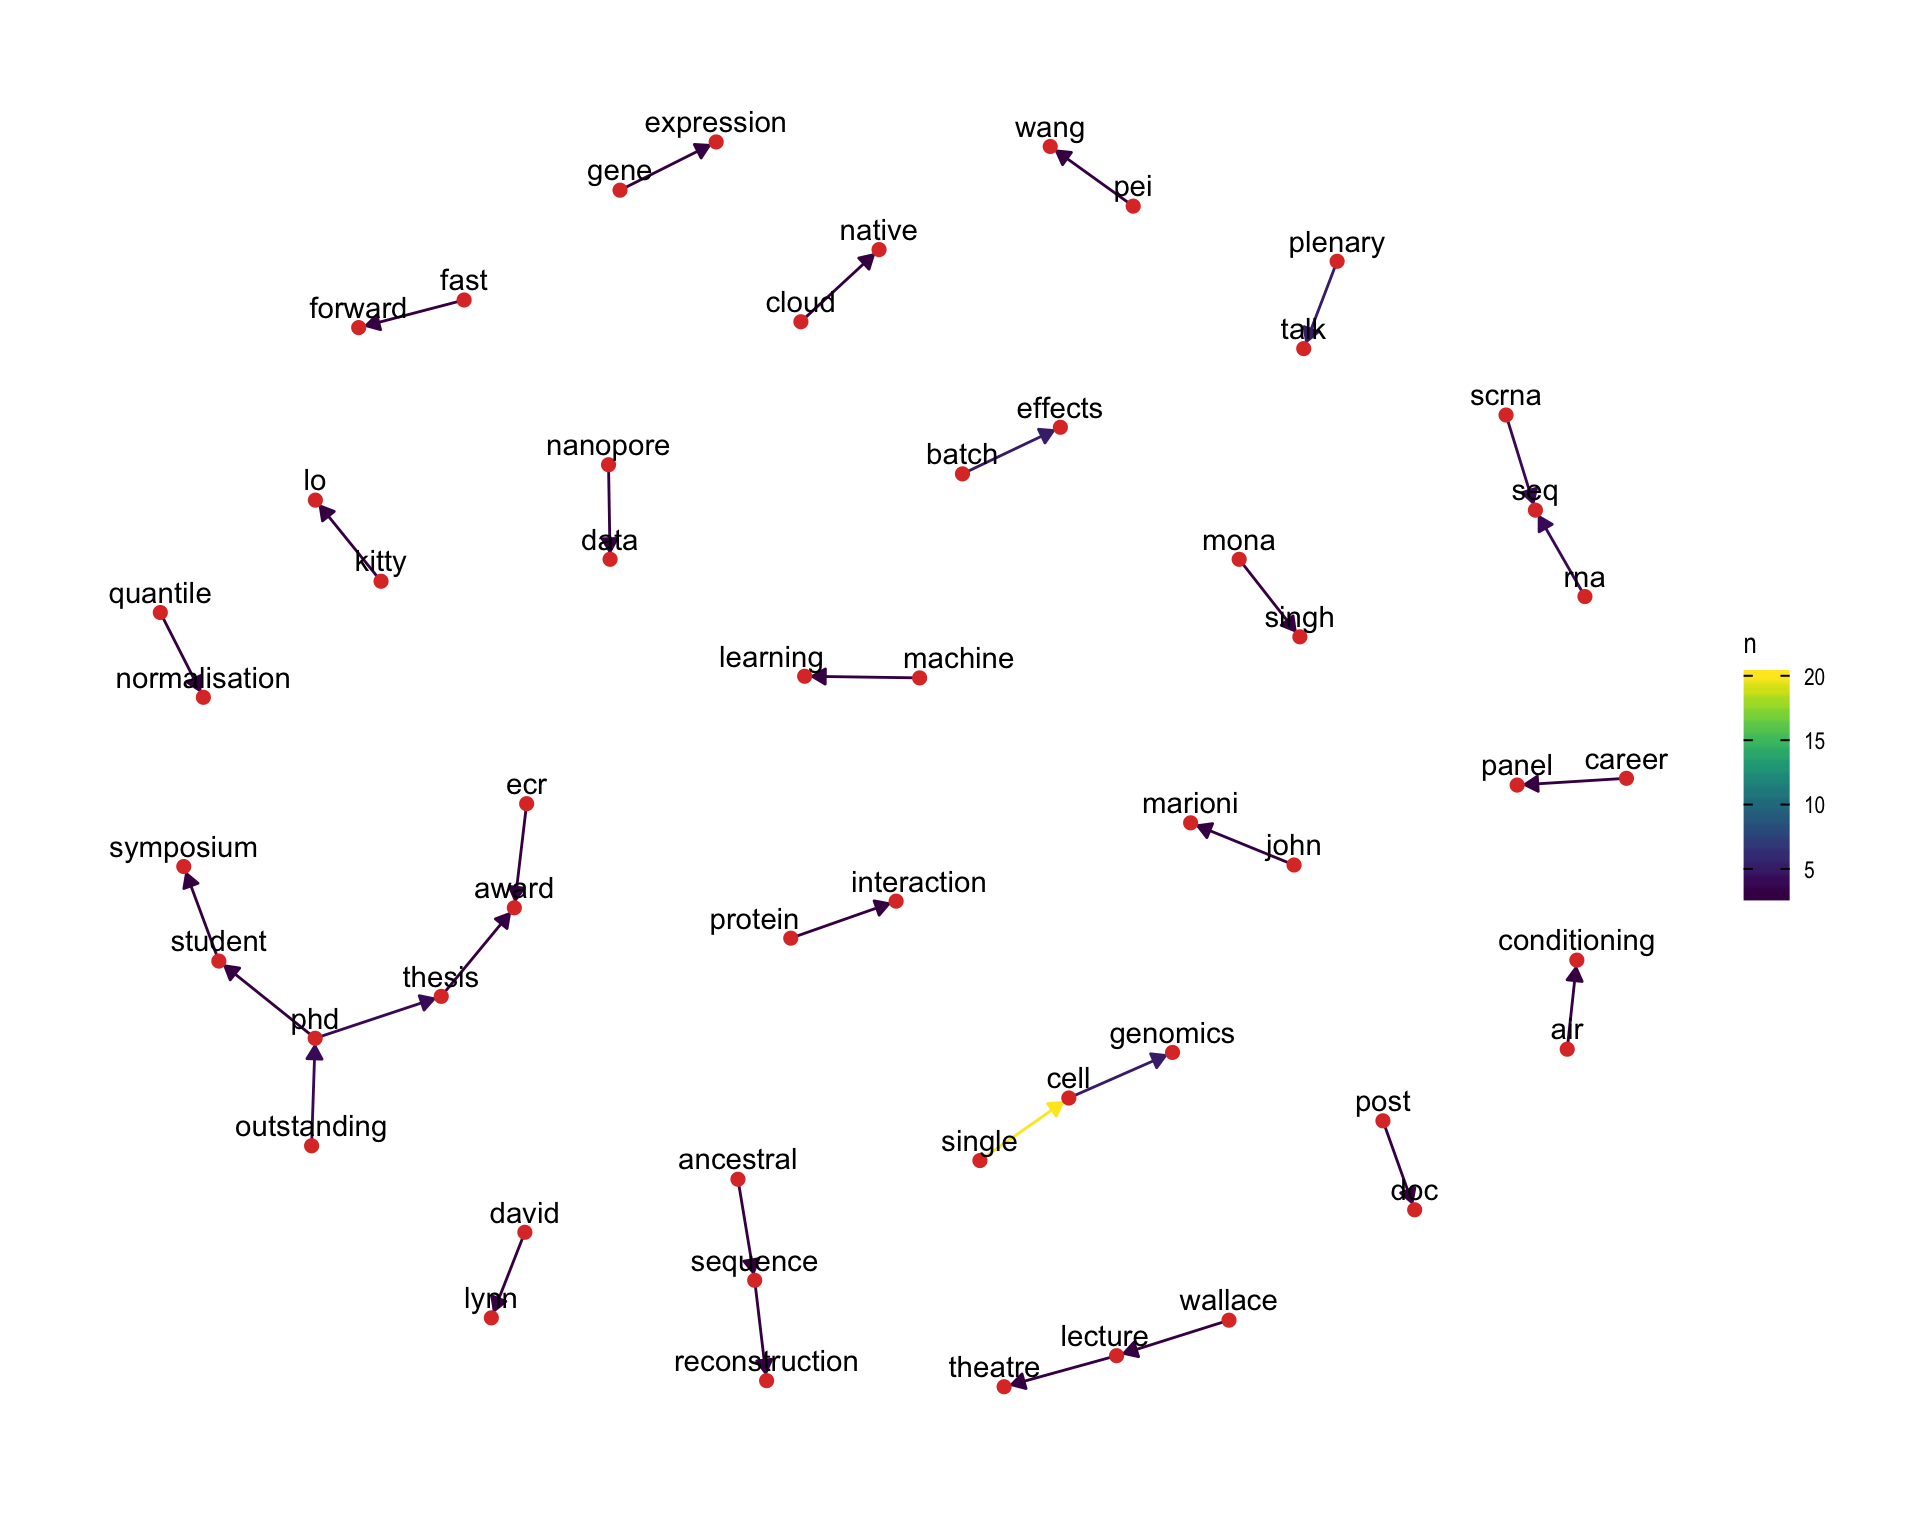 expression
wang
gene
pei
native
plenary
fast
cloud
forward
talk
scrna
effects
nanopore
batch
lo
seq
data
mona
kitty
rna
quantile
singh
n
learning
machine
normalisation
20
15
panel
career
ecr
marioni
10
symposium
john
5
award
interaction
protein
student
conditioning
thesis
phd
genomics
air
cell
outstanding
single
post
ancestral
doc
david
sequence
lynn
wallace
lecture
reconstruction
theatre